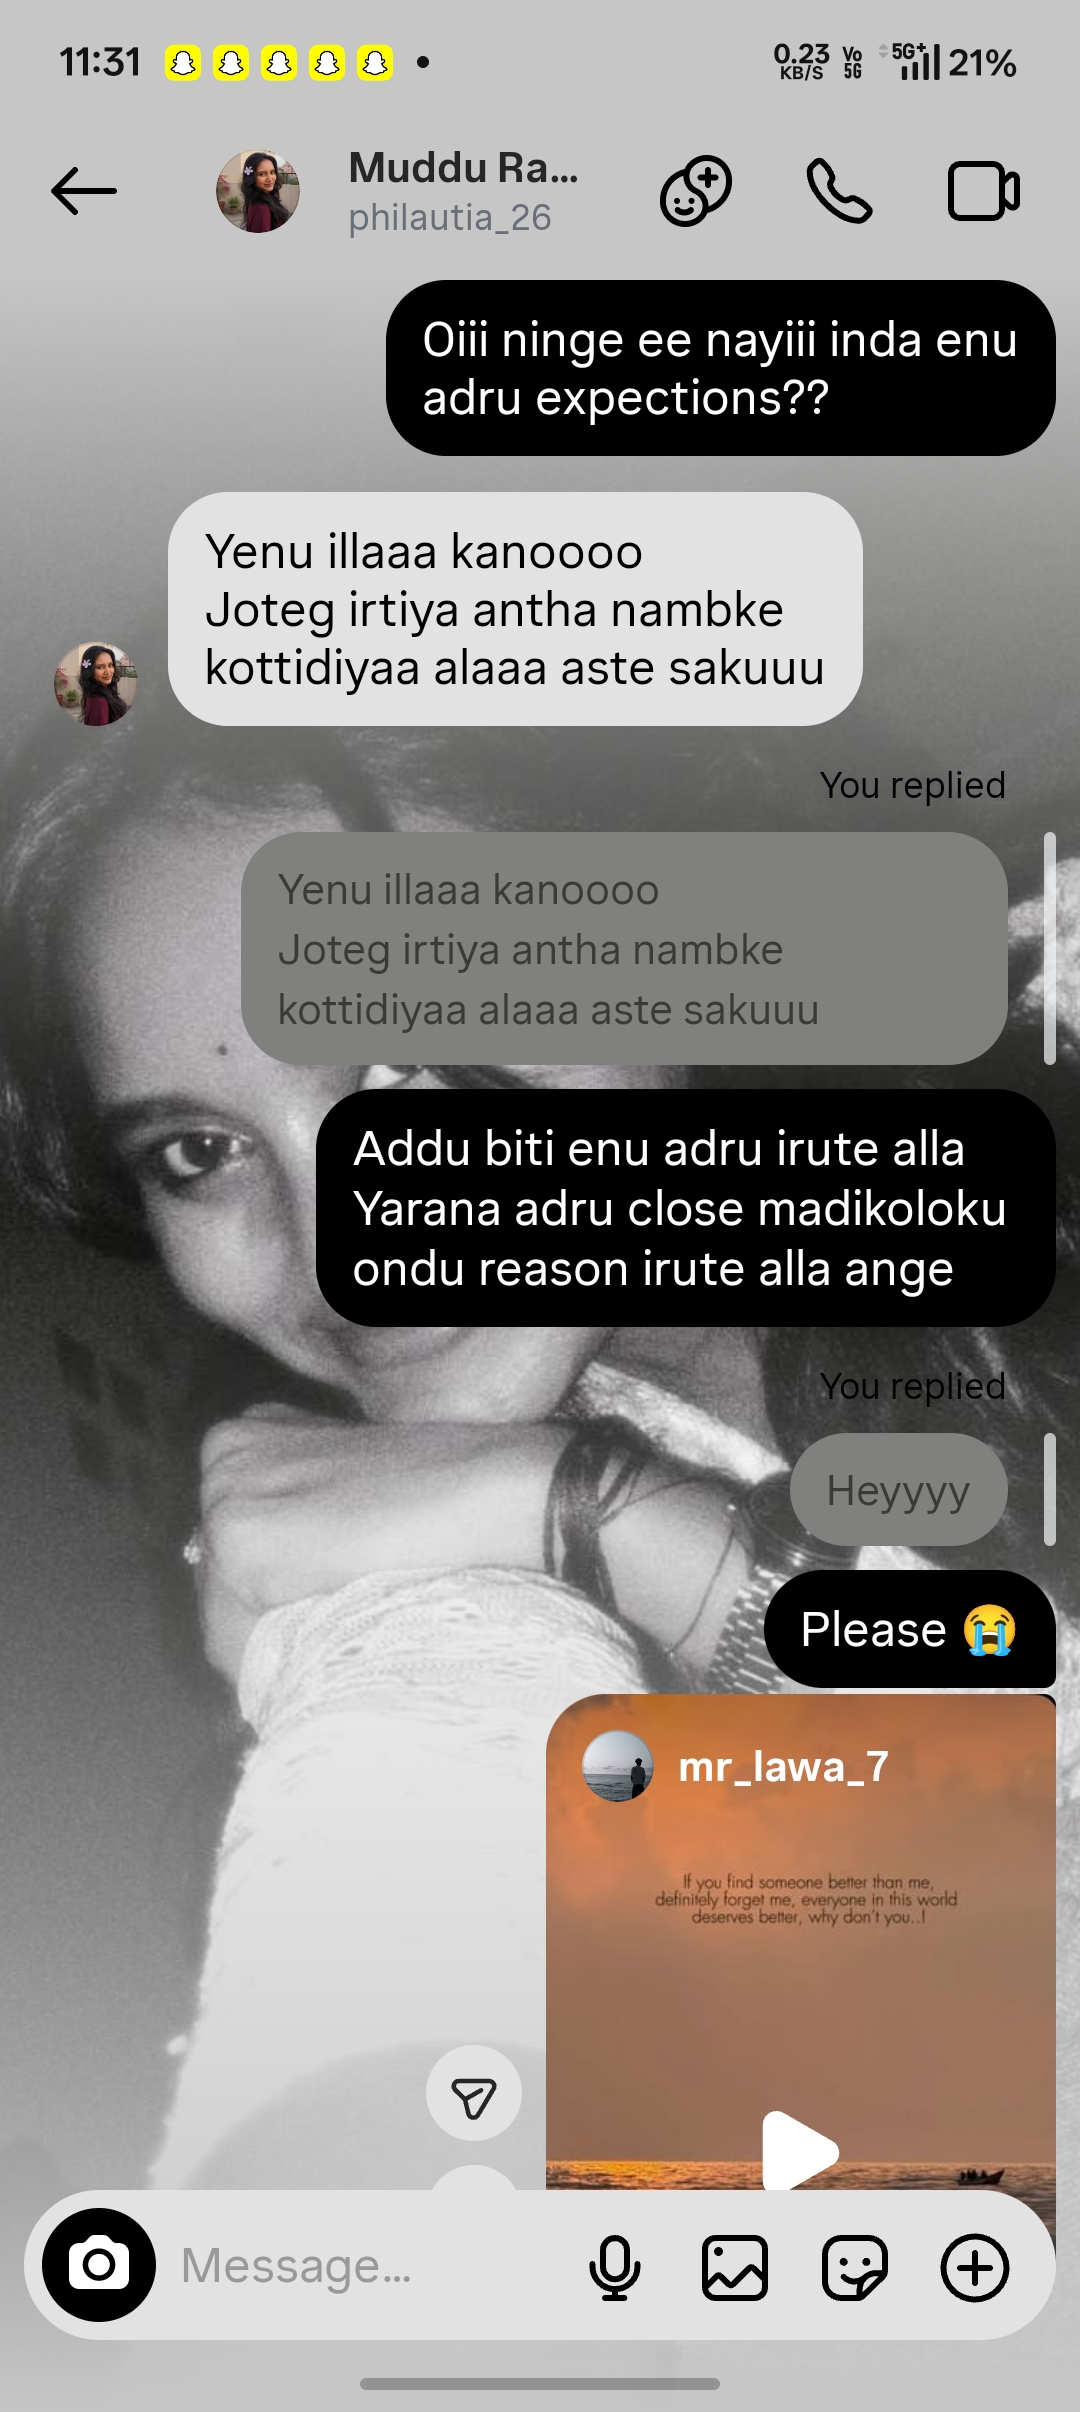 11:31
0.23
KB/S
Vo
5G
5G+
21%
Muddu Ra...
philautia_26
Oiii ninge ee nayiii inda enu
adru expections??
Yenu illaaa kanoooo
Joteg irtiya antha nambke
kottidiyaa alaaa aste sakuuu
You replied
Yenu illaaa kanoooo
Joteg irtiya antha nambke
kottidiyaa alaaa aste sakuuu
Addu biti enu adru irute alla
Yarana adru close madikoloku
ondu reason irute alla ange
You replied
Heyyyy
Please 😭
mr_lawa_7
If you find someone better than me,
definitely forget me, everyone in this world
deserves better, why don't you..!
Message...